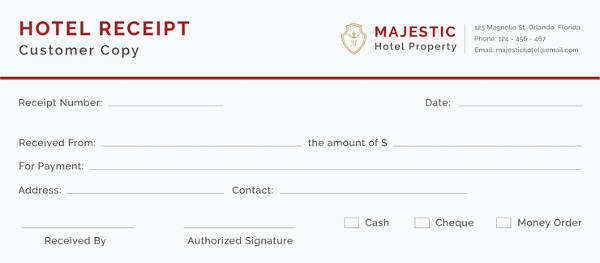 HOTEL RECEIPT
Customer Copy
MAJESTIC
Hotel Property
125 Magnolia St. Orlando, Florida
Phone: 124 - 456 - 467
Email: majestichotel@email.com
Receipt Number:
Date:
Received From: the amount of $
For Payment:
Address: Contact:
Cash Cheque Money Order
Received By Authorized Signature